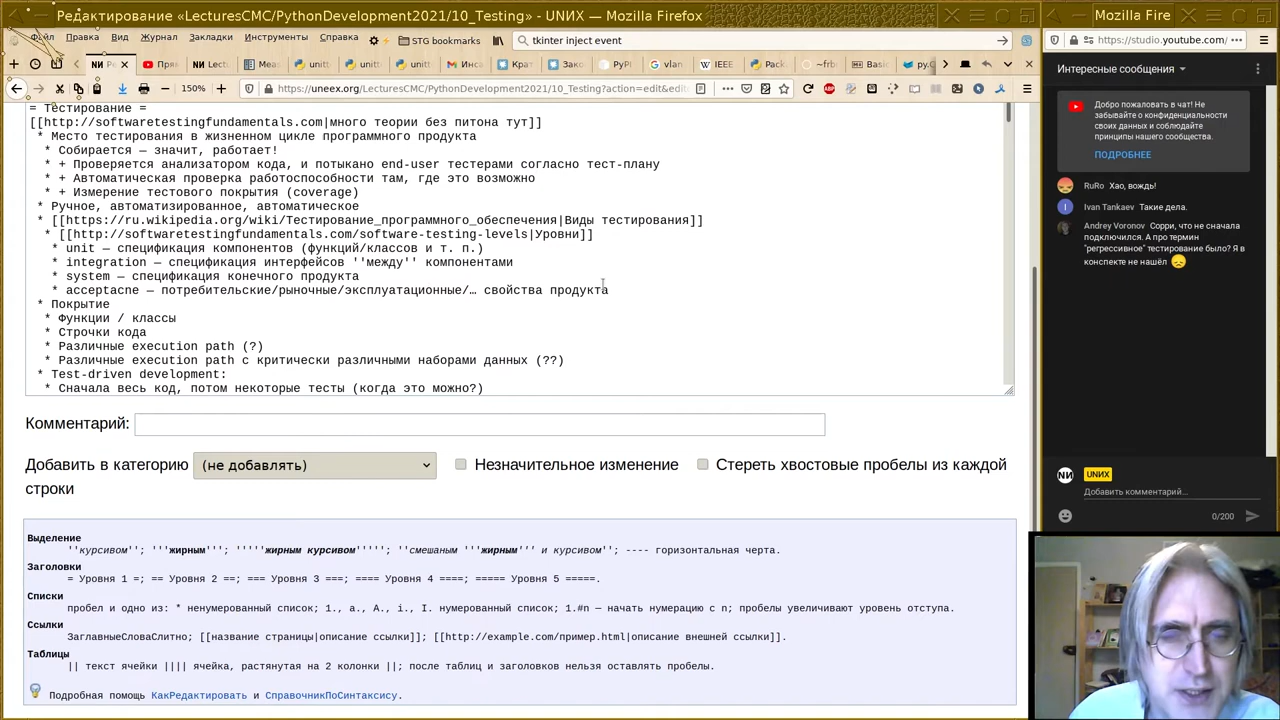 Редактирование «LecturesCMC/PythonDevelopment2021/10_Testing» - UNИX — Mozilla Firefox
Mozilla Fire
Файл Правка Вид Журнал Закладки Инструменты Справка
STG bookmarks
tkinter inject event
https://studio.youtube.com/
150%
https://uneex.org/LecturesCMC/PythonDevelopment2021/10_Testing?action=edit&edit
= Тестирование =
[[http://softwaretestingfundamentals.com|много теории без питона тут]]
* Место тестирования в жизненном цикле программного продукта
* Собирается — значит, работает!
* + Проверяется анализатором кода, и потыкано end-user тестерами согласно тест-плану
* + Автоматическая проверка работоспособности там, где это возможно
* + Измерение тестового покрытия (coverage)
* Ручное, автоматизированное, автоматическое
* [[https://ru.wikipedia.org/wiki/Тестирование_программного_обеспечения|Виды тестирования]]
* [[http://softwaretestingfundamentals.com/software-testing-levels|Уровни]]
* unit — спецификация компонентов (функций/классов и т. п.)
* integration — спецификация интерфейсов ''между'' компонентами
* system — спецификация конечного продукта
* acceptacne — потребительские/рыночные/эксплуатационные/… свойства продукта
* Покрытие
* Функции / классы
* Строчки кода
* Различные execution path (?)
* Различные execution path с критически различными наборами данных (??)
* Test-driven development:
* Сначала весь код, потом некоторые тесты (когда это можно?)
Комментарий:
Добавить в категорию (не добавлять) Незначительное изменение Стереть хвостовые пробелы из каждой
строки
Выделение
''курсивом''; '''жирным'''; '''''жирным курсивом'''''; ''смешаным '''жирным''' и курсивом''; ---- горизонтальная черта.
Заголовки
= Уровня 1 =; == Уровня 2 ==; === Уровня 3 ===; ==== Уровня 4 ====; ===== Уровня 5 =====.
Списки
пробел и одно из: * ненумерованный список; 1., a., A., i., I. нумерованный список; 1.#n — начать нумерацию с n; пробелы увеличивают уровень отступа.
Ссылки
ЗаглавныеСловаСлитно; [[название страницы|описание ссылки]]; [[http://example.com/пример.html|описание внешней ссылки]].
Таблицы
|| текст ячейки |||| ячейка, растянутая на 2 колонки ||; после таблиц и заголовков нельзя оставлять пробелы.
Подробная помощь КакРедактировать и СправочникПоСинтаксису.
Интересные сообщения
Добро пожаловать в чат! Не
забывайте о конфиденциальности
своих данных и соблюдайте
принципы нашего сообщества.
ПОДРОБНЕЕ
RuRo Хао, вождь!
Ivan Tankaev Такие дела.
Andrey Voronov Сорри, что не сначала
подключился. А про термин
"регрессивное" тестирование было? Я в
конспекте не нашёл
UNИX
Добавить комментарий...
0/200